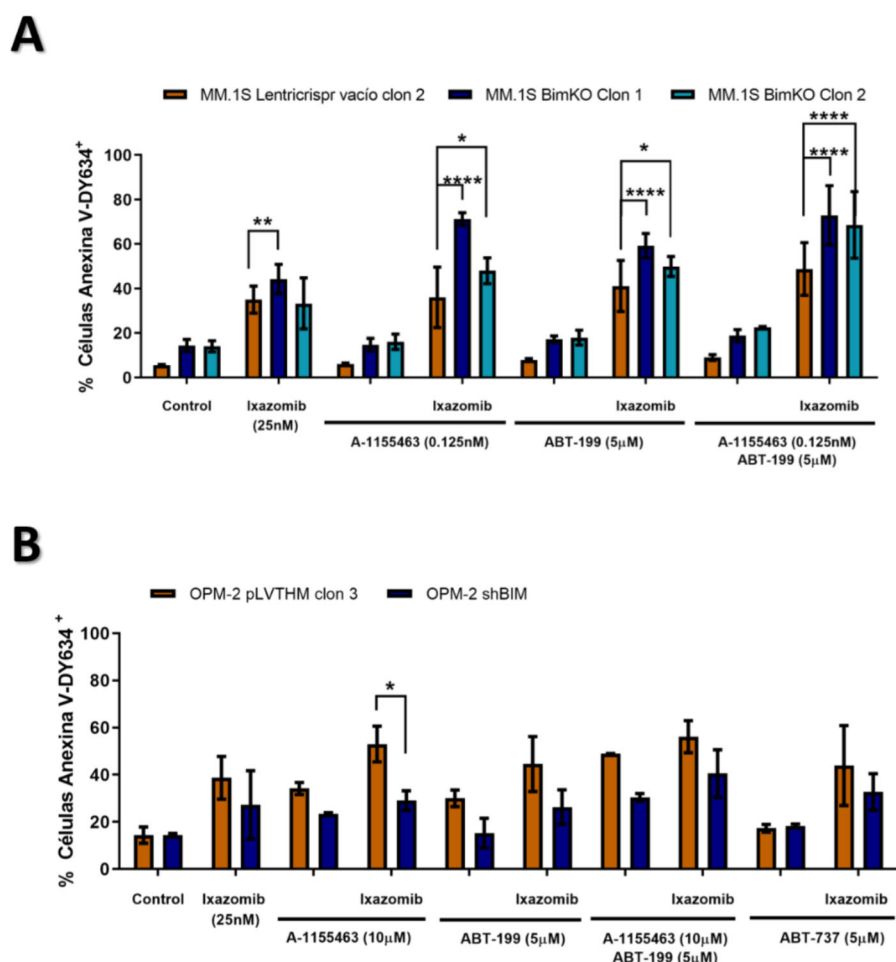 A
MM.1S Lentricrispr vacío clon 2 MM.1S BimKO Clon 1 MM.1S BimKO Clon 2
% Células Anexina V-DY634+
100
80
60
40
20
0
**
*
****
*
****
****
****
Control Ixazomib Ixazomib Ixazomib Ixazomib
(25nM)
A-1155463 (0.125nM) ABT-199 (5µM) A-1155463 (0.125nM)
ABT-199 (5µM)
B
OPM-2 pLVTHM clon 3 OPM-2 shBIM
% Células Anexina V-DY634+
100
80
60
40
20
0
*
Control Ixazomib Ixazomib Ixazomib Ixazomib Ixazomib
(25nM)
A-1155463 (10µM) ABT-199 (5µM) A-1155463 (10µM) ABT-737 (5µM)
ABT-199 (5µM)